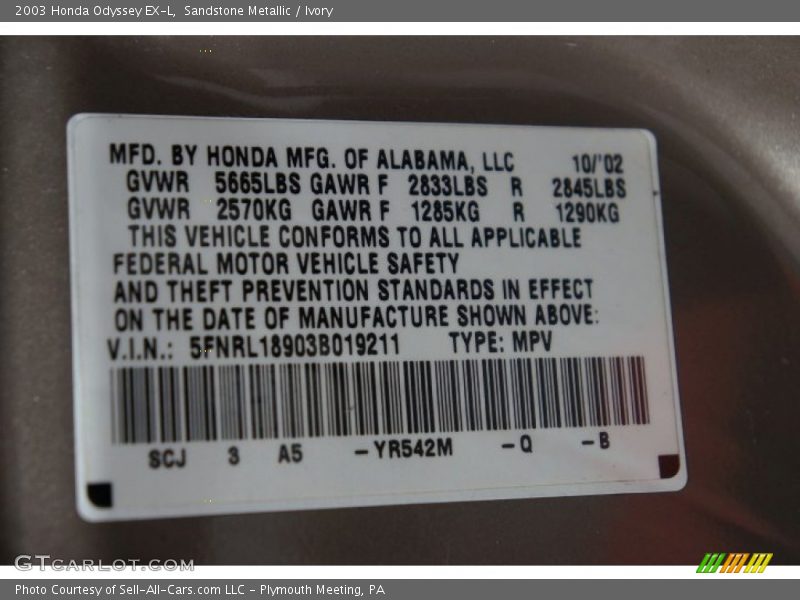 2003 Honda Odyssey EX-L, Sandstone Metallic / Ivory
MFD. BY HONDA MFG. OF ALABAMA, LLC 10/'02
GVWR 5665LBS GAWR F 2833LBS R 2845LBS
GVWR 2570KG GAWR F 1285KG R 1290KG
THIS VEHICLE CONFORMS TO ALL APPLICABLE
FEDERAL MOTOR VEHICLE SAFETY
AND THEFT PREVENTION STANDARDS IN EFFECT
ON THE DATE OF MANUFACTURE SHOWN ABOVE:
V.I.N.: 5FNRL18903B019211 TYPE: MPV
SCJ 3 A5 -YR542M -Q -B
GTCARLOT.COM
Photo Courtesy of Sell-All-Cars.com LLC - Plymouth Meeting, PA